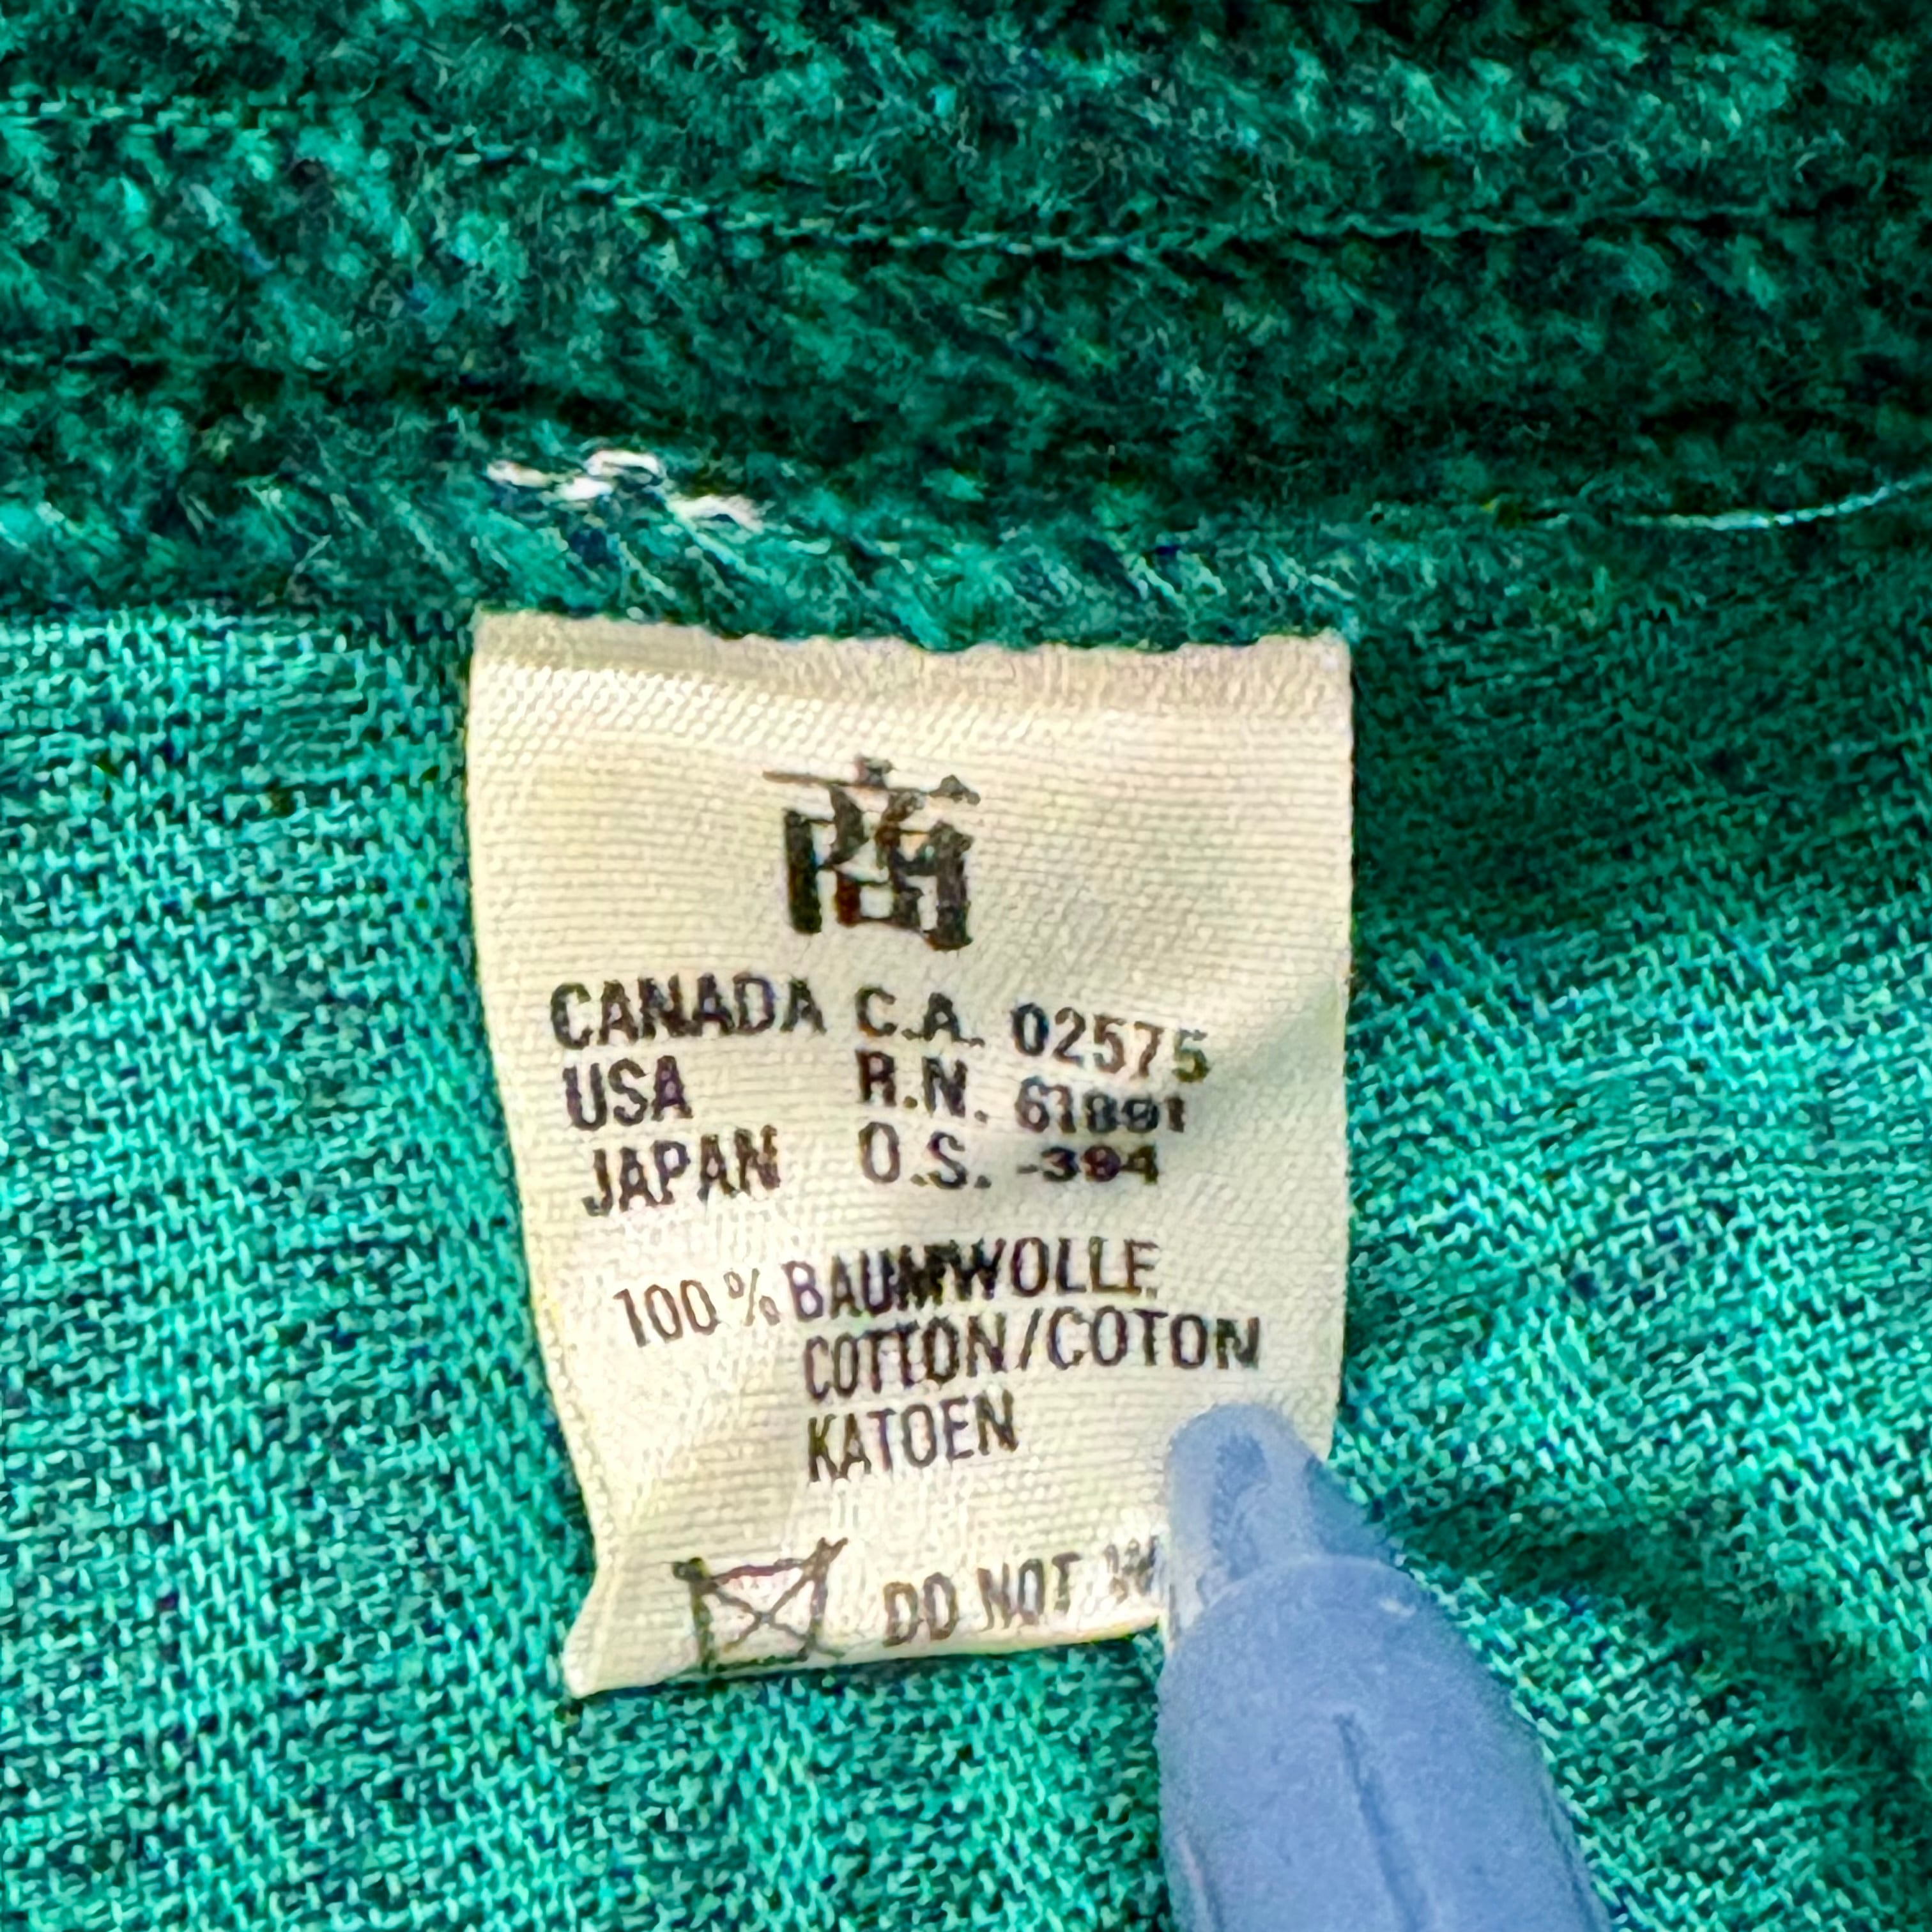 商
CANADA C.A. 02575
USA R.N. 61891
JAPAN O.S. -394
100% BAUMWOLLE
COTTON/COTON
KATOEN
DO NOT